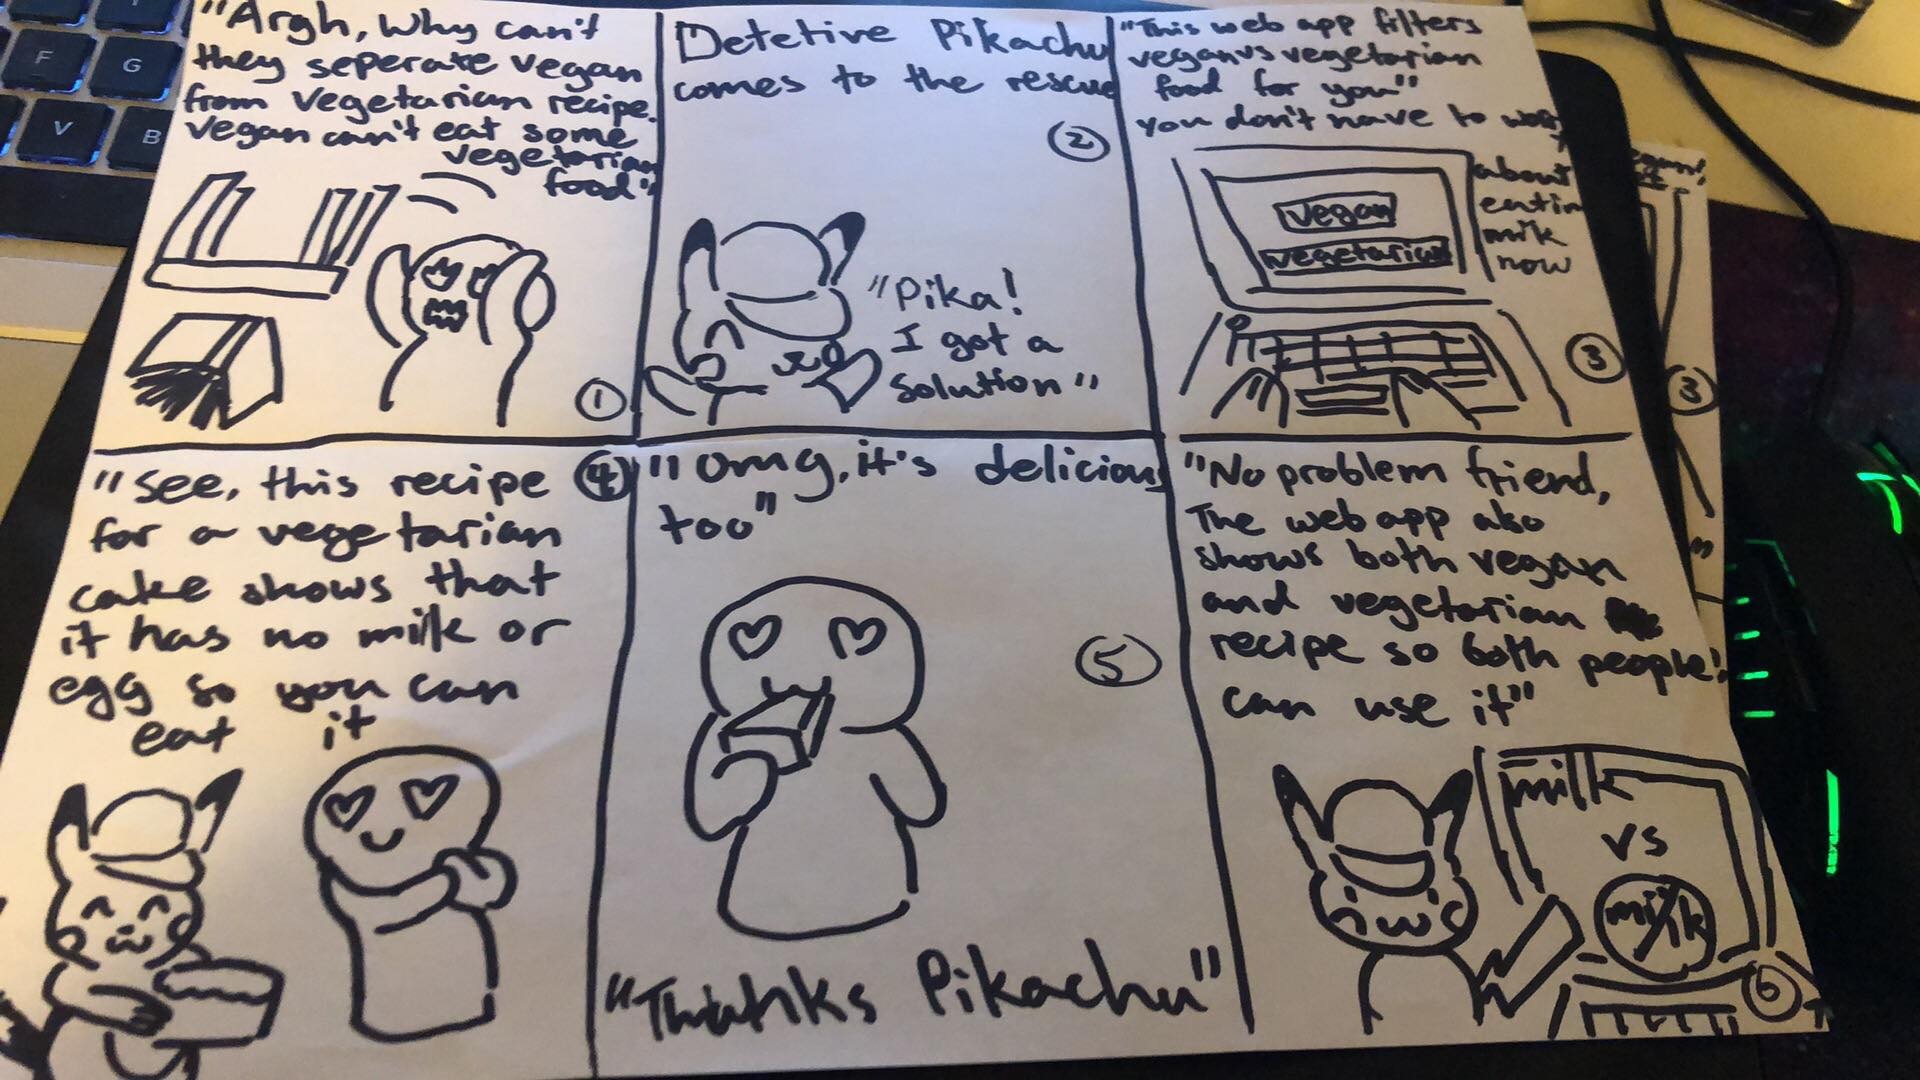 F
G
V
B
"Argh, Why can't
they seperate vegan
from Vegetarian recipe.
Vegan can't eat some
vegetarian
food"
1
Detetive Pikachu
comes to the rescue
2
"Pika!
I got a
Solution"
"This web app filters
vegan vs vegetarian
food for you"
you don't have to worry
about
eatin
milk
now
vegan
vegetarian
3
3
"See, this recipe
for a vegetarian
cake shows that
it has no milk or
egg so you can
eat it
4
"Omg, it's delicious
too"
5
"Thanks Pikachu"
"No problem friend,
The web app also
shows both vegan
and vegetarian
recipe so both people
can use it"
milk
vs
milk
6